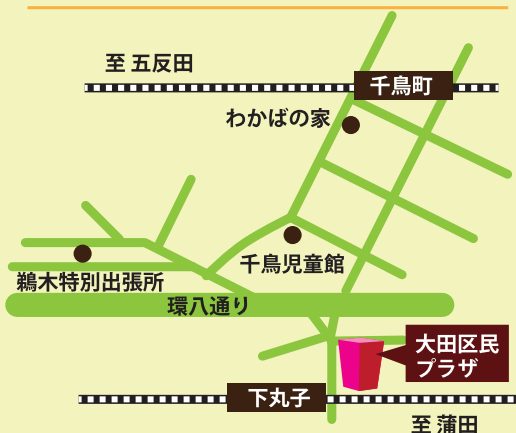 至 五反田
千鳥町
わかばの家
千鳥児童館
鵜木特別出張所
環八通り
大田区民
プラザ
下丸子
至 蒲田